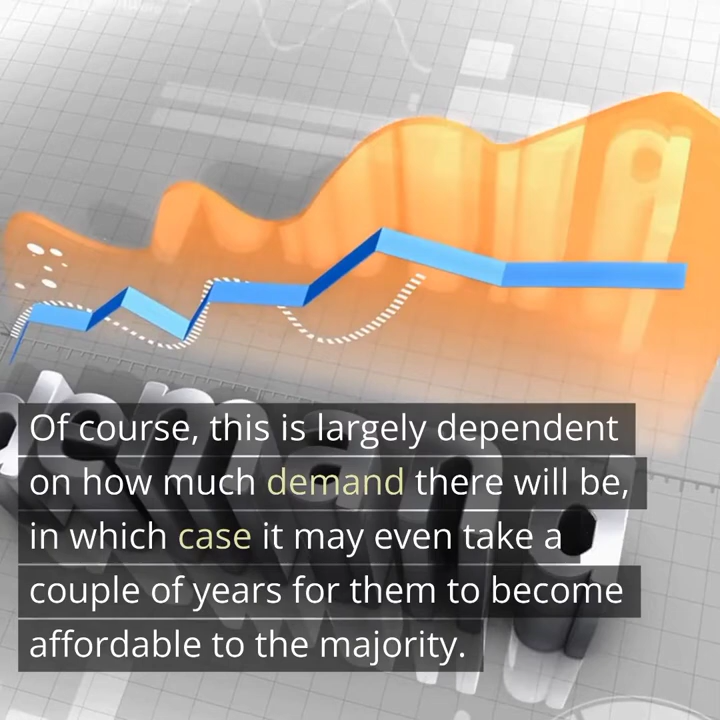 Of course, this is largely dependent
on how much demand there will be,
in which case it may even take a
couple of years for them to become
affordable to the majority.